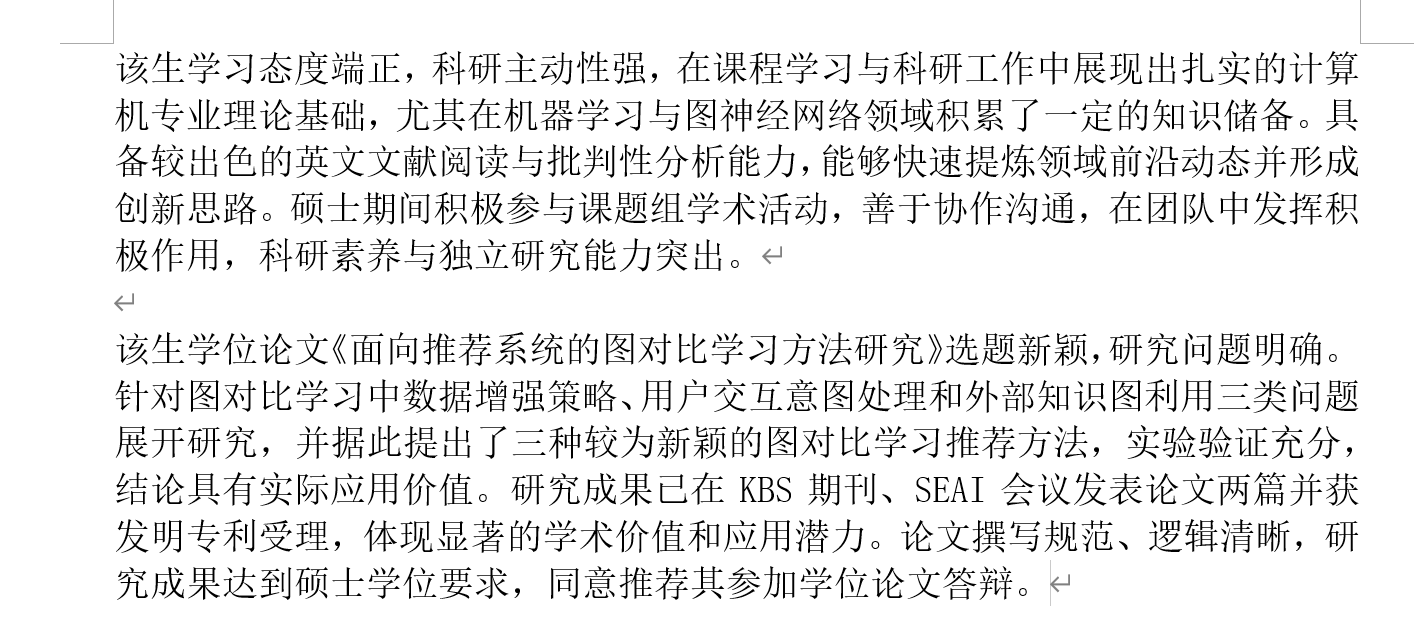 该生学习态度端正，科研主动性强，在课程学习与科研工作中展现出扎实的计算
机专业理论基础，尤其在机器学习与图神经网络领域积累了一定的知识储备。具
备较出色的英文文献阅读与批判性分析能力，能够快速提炼领域前沿动态并形成
创新思路。硕士期间积极参与课题组学术活动，善于协作沟通，在团队中发挥积
极作用，科研素养与独立研究能力突出。
该生学位论文《面向推荐系统的图对比学习方法研究》选题新颖，研究问题明确。
针对图对比学习中数据增强策略、用户交互意图处理和外部知识图利用三类问题
展开研究，并据此提出了三种较为新颖的图对比学习推荐方法，实验验证充分，
结论具有实际应用价值。研究成果已在 KBS 期刊、SEAI 会议发表论文两篇并获
发明专利受理，体现显著的学术价值和应用潜力。论文撰写规范、逻辑清晰，研
究成果达到硕士学位要求，同意推荐其参加学位论文答辩。